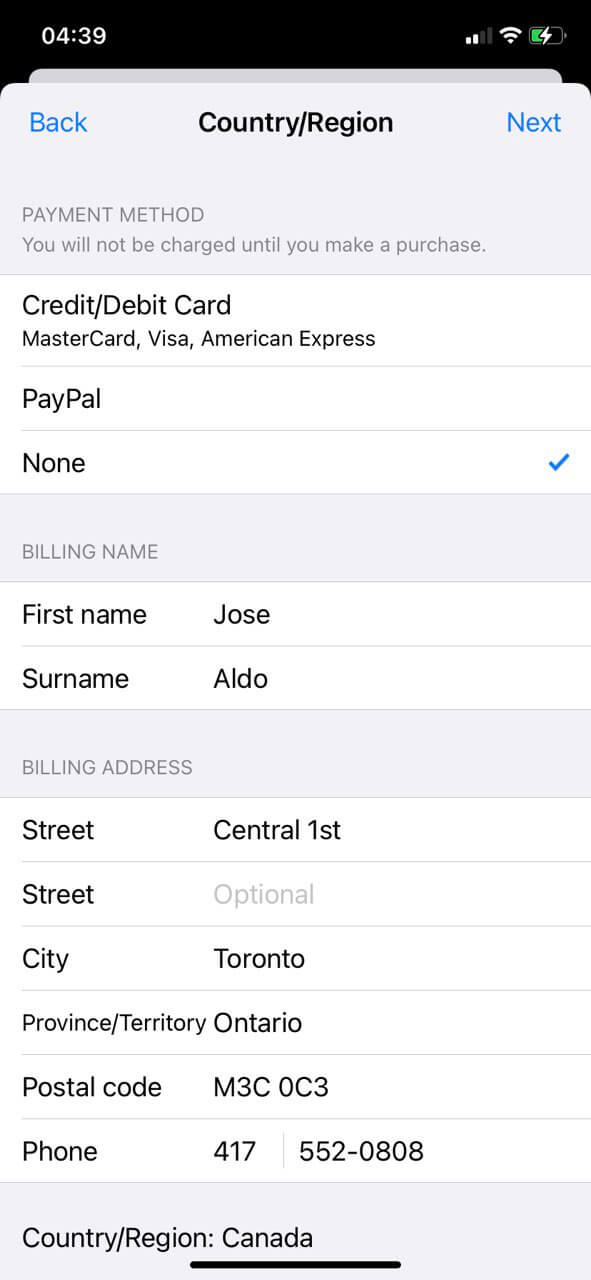 04:39
Back Country/Region Next
PAYMENT METHOD
You will not be charged until you make a purchase.
Credit/Debit Card
MasterCard, Visa, American Express
PayPal
None
BILLING NAME
First name Jose
Surname Aldo
BILLING ADDRESS
Street Central 1st
Street Optional
City Toronto
Province/Territory Ontario
Postal code M3C 0C3
Phone 417 552-0808
Country/Region: Canada